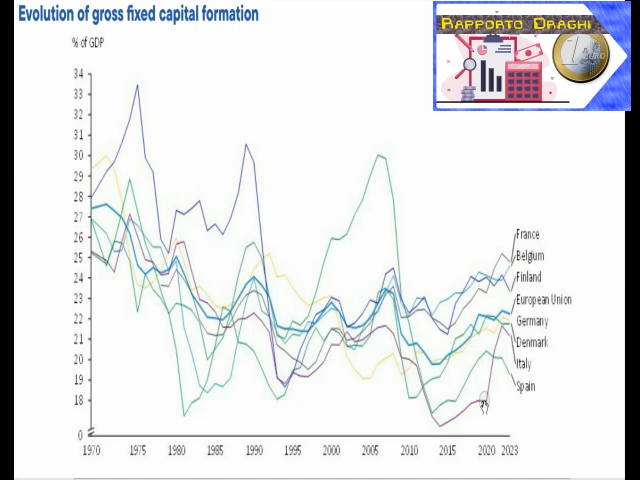 Evolution of gross fixed capital formation
RAPPORTO DRAGHI
% of GDP
1
EURO
34
33
32
31
30
29
28
27
26
25
24
23
22
21
20
19
18
0
France
Belgium
Finland
European Union
Germany
Denmark
Italy
Spain
1970 1975 1980 1985 1990 1995 2000 2005 2010 2015 2020 2023